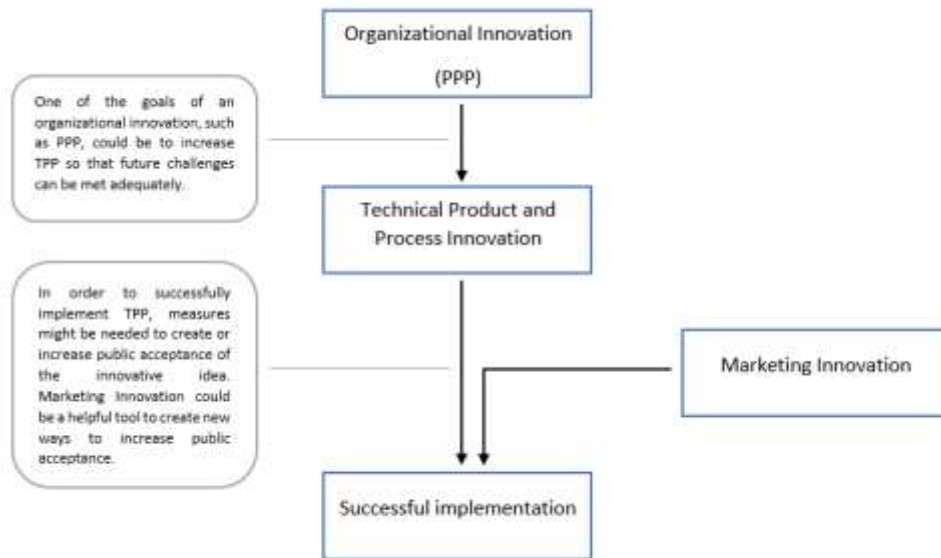 Organizational Innovation
(PPP)
One of the goals of an
organizational innovation, such
as PPP, could be to increase
TPP so that future challenges
can be met adequately.
Technical Product and
Process Innovation
In order to successfully
implement TPP, measures
might be needed to create or
increase public acceptance of
the innovative idea.
Marketing Innovation could
be a helpful tool to create new
ways to increase public
acceptance.
Marketing Innovation
Successful implementation